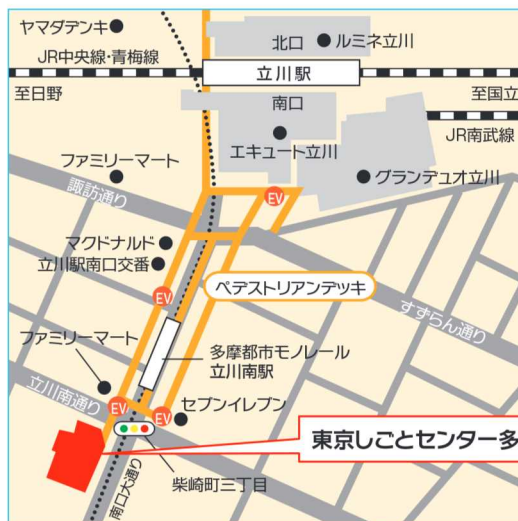 ヤマダデンキ
北口
ルミネ立川
JR中央線・青梅線
立川駅
至日野
南口
至国立
JR南武線
エキュート立川
ファミリーマート
グランデュオ立川
諏訪通り
EV
マクドナルド
立川駅南口交番
ペデストリアンデッキ
EV
すずらん通り
ファミリーマート
多摩都市モノレール
立川南駅
立川南通り
EV
EV
セブンイレブン
東京しごとセンター多
柴崎町三丁目
南口大通り